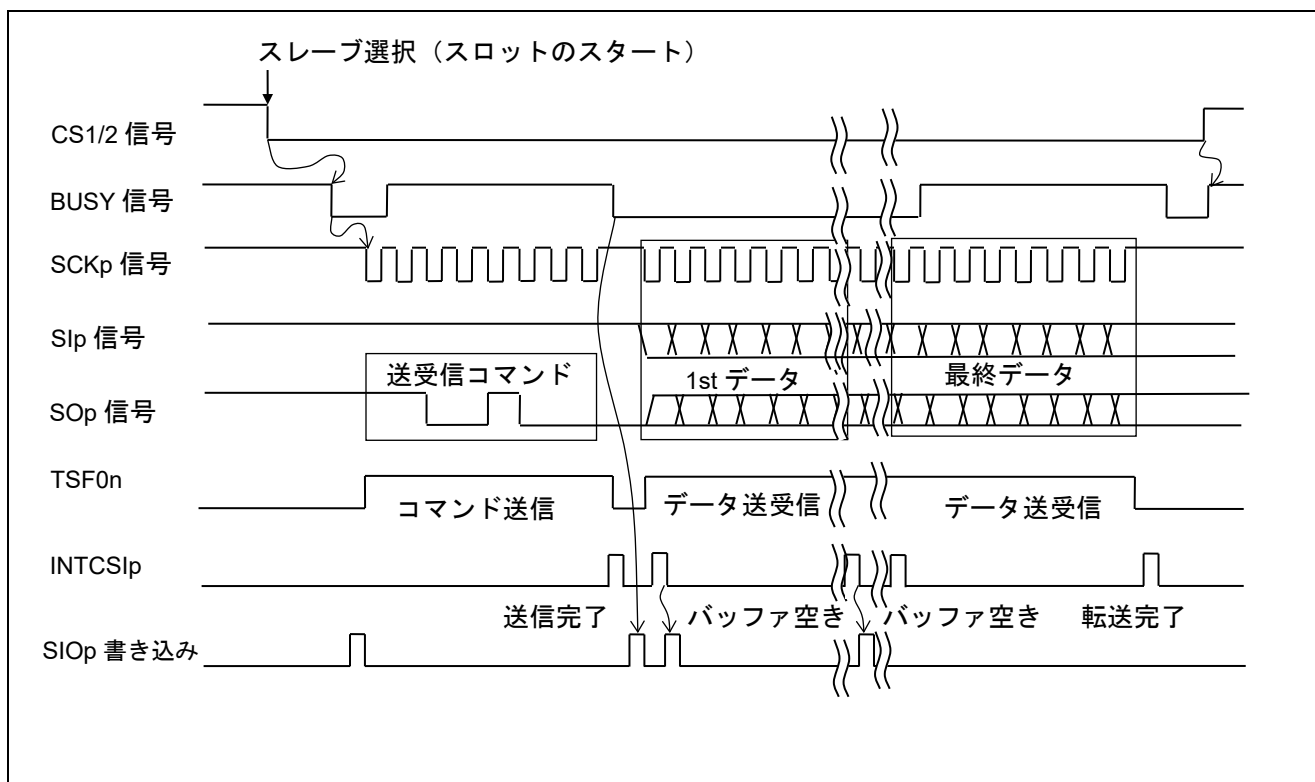 スレーブ選択（スロットのスタート）
CS1/2 信号
BUSY 信号
SCKp 信号
SIp 信号
送受信コマンド
1st データ
最終データ
SOp 信号
TSF0n
コマンド送信
データ送受信
データ送受信
INTCSIp
送信完了
バッファ空き
バッファ空き
転送完了
SIOp 書き込み